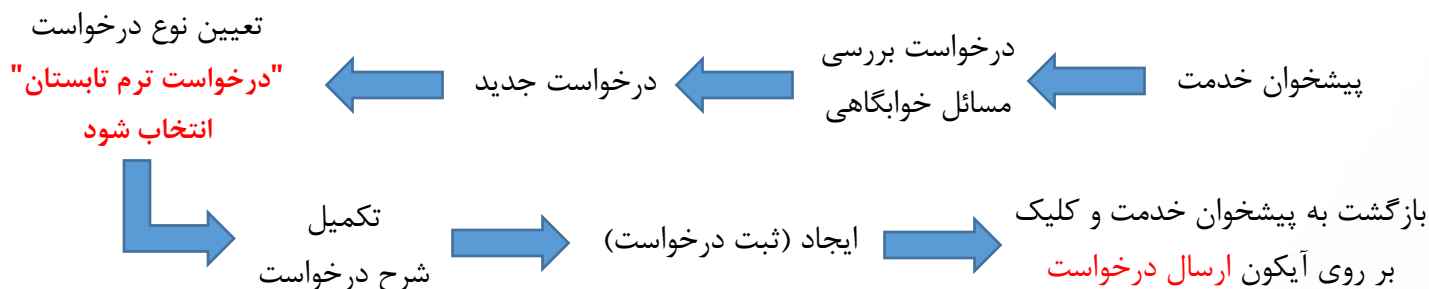 پیشخوان خدمت
درخواست بررسی
مسائل خوابگاهی
درخواست جدید
تعیین نوع درخواست
"درخواست ترم تابستان"
انتخاب شود
تکمیل
شرح درخواست
ایجاد (ثبت درخواست)
بازگشت به پیشخوان خدمت و کلیک
بر روی آیکون ارسال درخواست